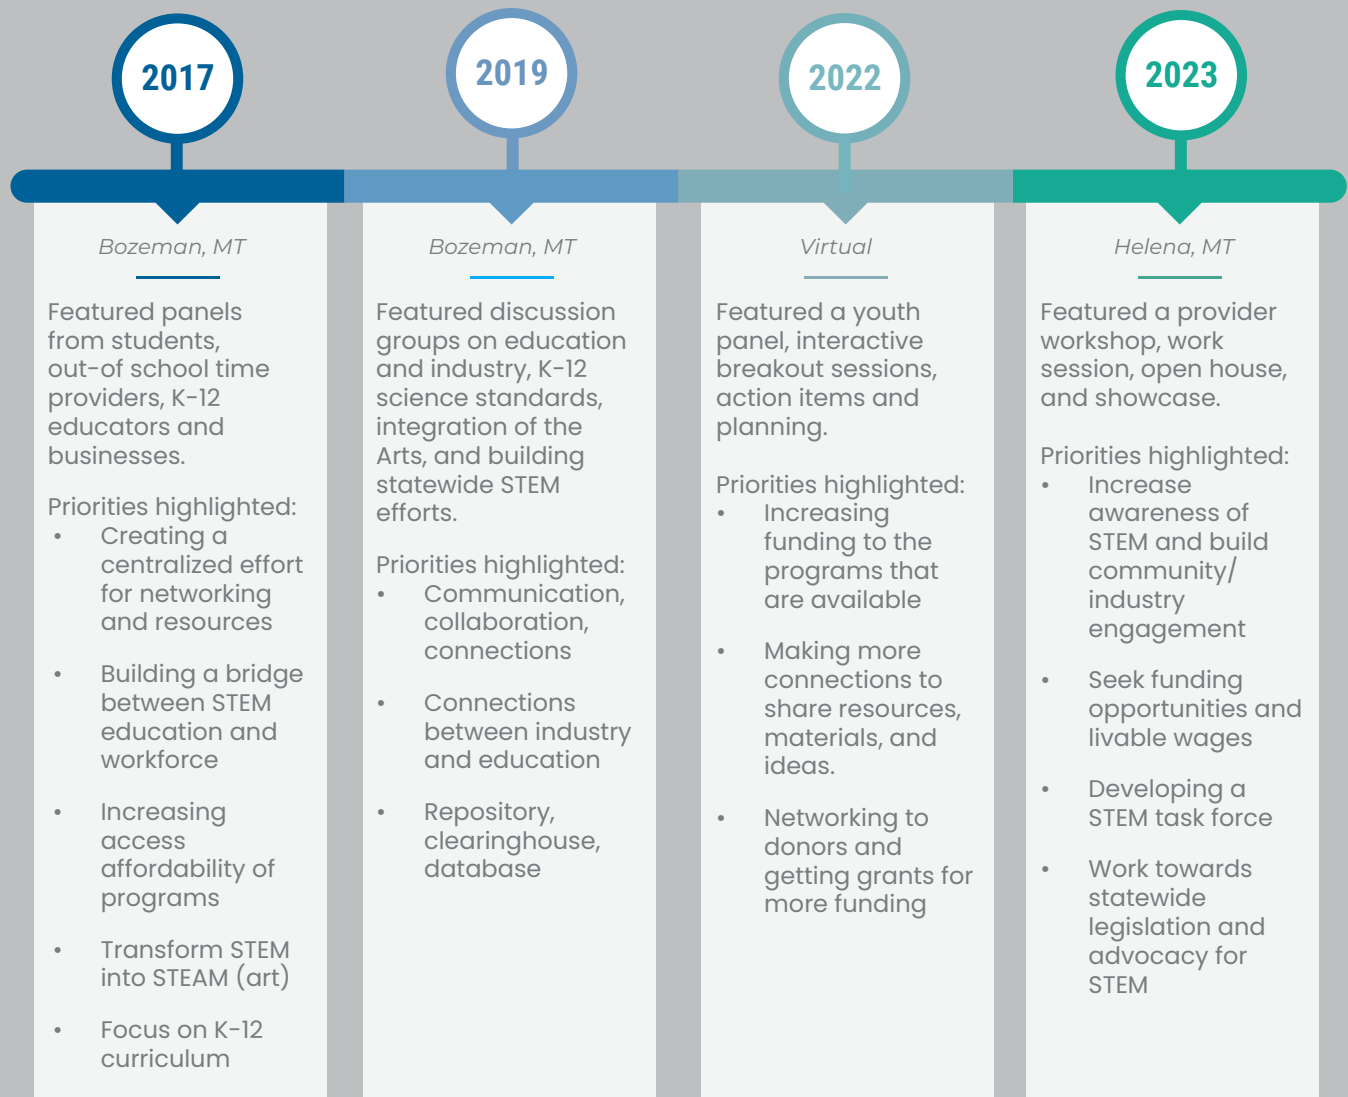 2017
Bozeman, MT
Featured panels
from students,
out-of school time
providers, K-12
educators and
businesses.
Priorities highlighted:
• Creating a
centralized effort
for networking
and resources
• Building a bridge
between STEM
education and
workforce
• Increasing
access
affordability of
programs
• Transform STEM
into STEAM (art)
• Focus on K-12
curriculum
2019
Bozeman, MT
Featured discussion
groups on education
and industry, K-12
science standards,
integration of the
Arts, and building
statewide STEM
efforts.
Priorities highlighted:
• Communication,
collaboration,
connections
• Connections
between industry
and education
• Repository,
clearinghouse,
database
2022
Virtual
Featured a youth
panel, interactive
breakout sessions,
action items and
planning.
Priorities highlighted:
• Increasing
funding to the
programs that
are available
• Making more
connections to
share resources,
materials, and
ideas.
• Networking to
donors and
getting grants for
more funding
2023
Helena, MT
Featured a provider
workshop, work
session, open house,
and showcase.
Priorities highlighted:
• Increase
awareness of
STEM and build
community/
industry
engagement
• Seek funding
opportunities and
livable wages
• Developing a
STEM task force
• Work towards
statewide
legislation and
advocacy for
STEM